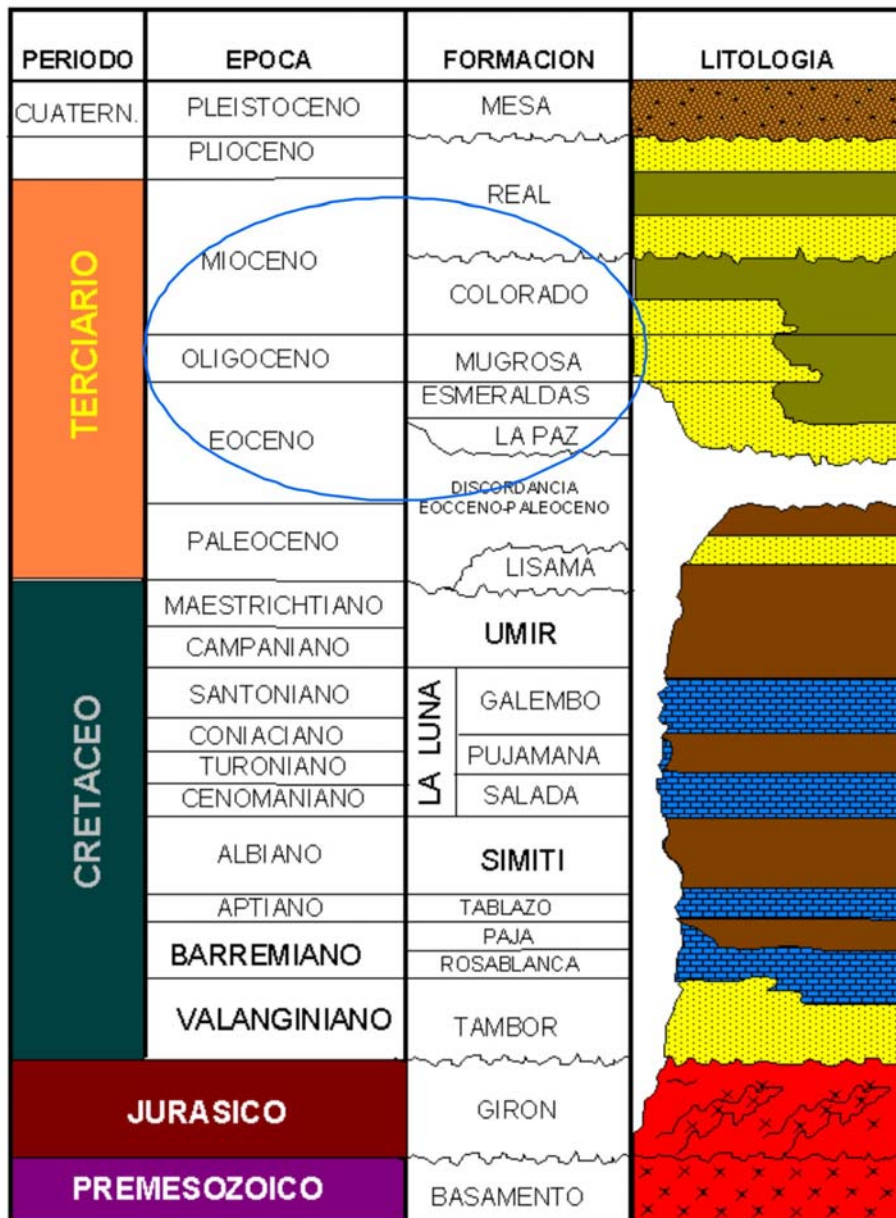 PERIODO EPOCA FORMACION LITOLOGIA
CUATERN. PLEISTOCENO MESA
PLIOCENO
REAL
TERCIARIO
MIOCENO
COLORADO
OLIGOCENO MUGROSA
ESMERALDAS
EOCENO LA PAZ
DISCORDANCIA
EOCCENO-PALEOCENO
PALEOCENO
LISAMA
CRETACEO
MAESTRICHTIANO
UMIR
CAMPANIANO
LA LUNA
SANTONIANO GALEMBO
CONIACIANO
PUJAMANA
TURONIANO
CENOMANIANO SALADA
ALBIANO SIMITI
APTIANO TABLAZO
PAJA
BARREMIANO
ROSABLANCA
VALANGINIANO TAMBOR
JURASICO GIRON
PREMESOZOICO BASAMENTO